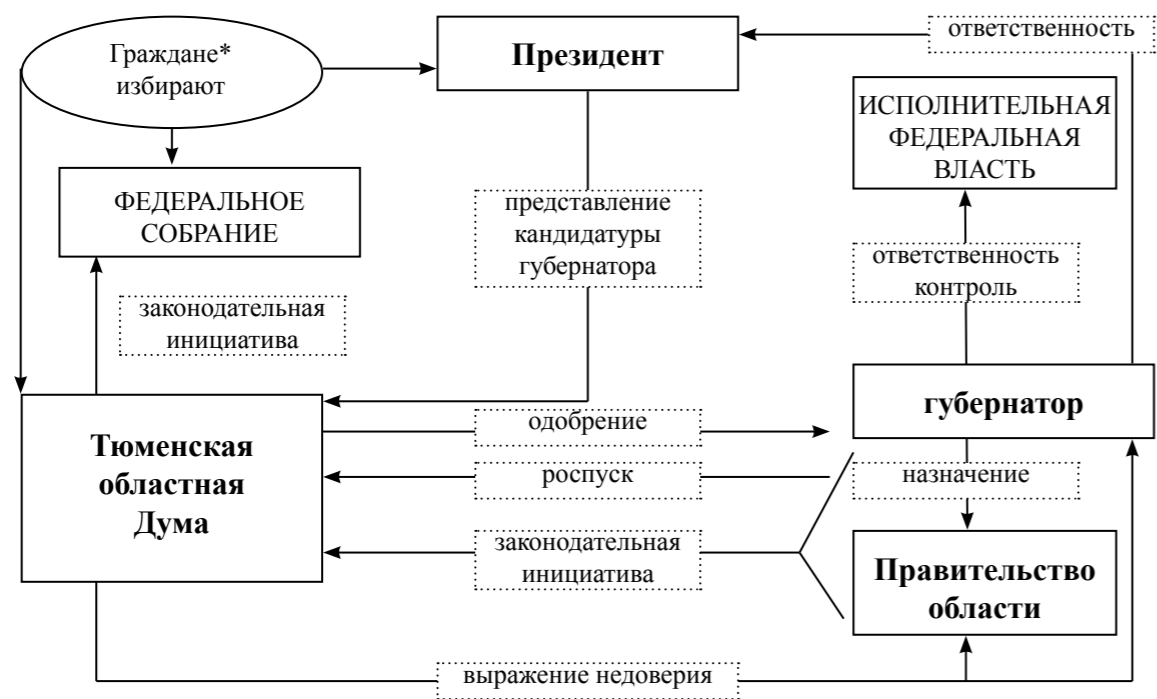 Граждане*
избирают
Президент
ответственность
ИСПОЛНИТЕЛЬНАЯ
ФЕДЕРАЛЬНАЯ
ВЛАСТЬ
ФЕДЕРАЛЬНОЕ
СОБРАНИЕ
представление
кандидатуры
губернатора
ответственность
контроль
законодательная
инициатива
Тюменская
областная
Дума
губернатор
одобрение
роспуск
назначение
законодательная
инициатива
Правительство
области
выражение недоверия